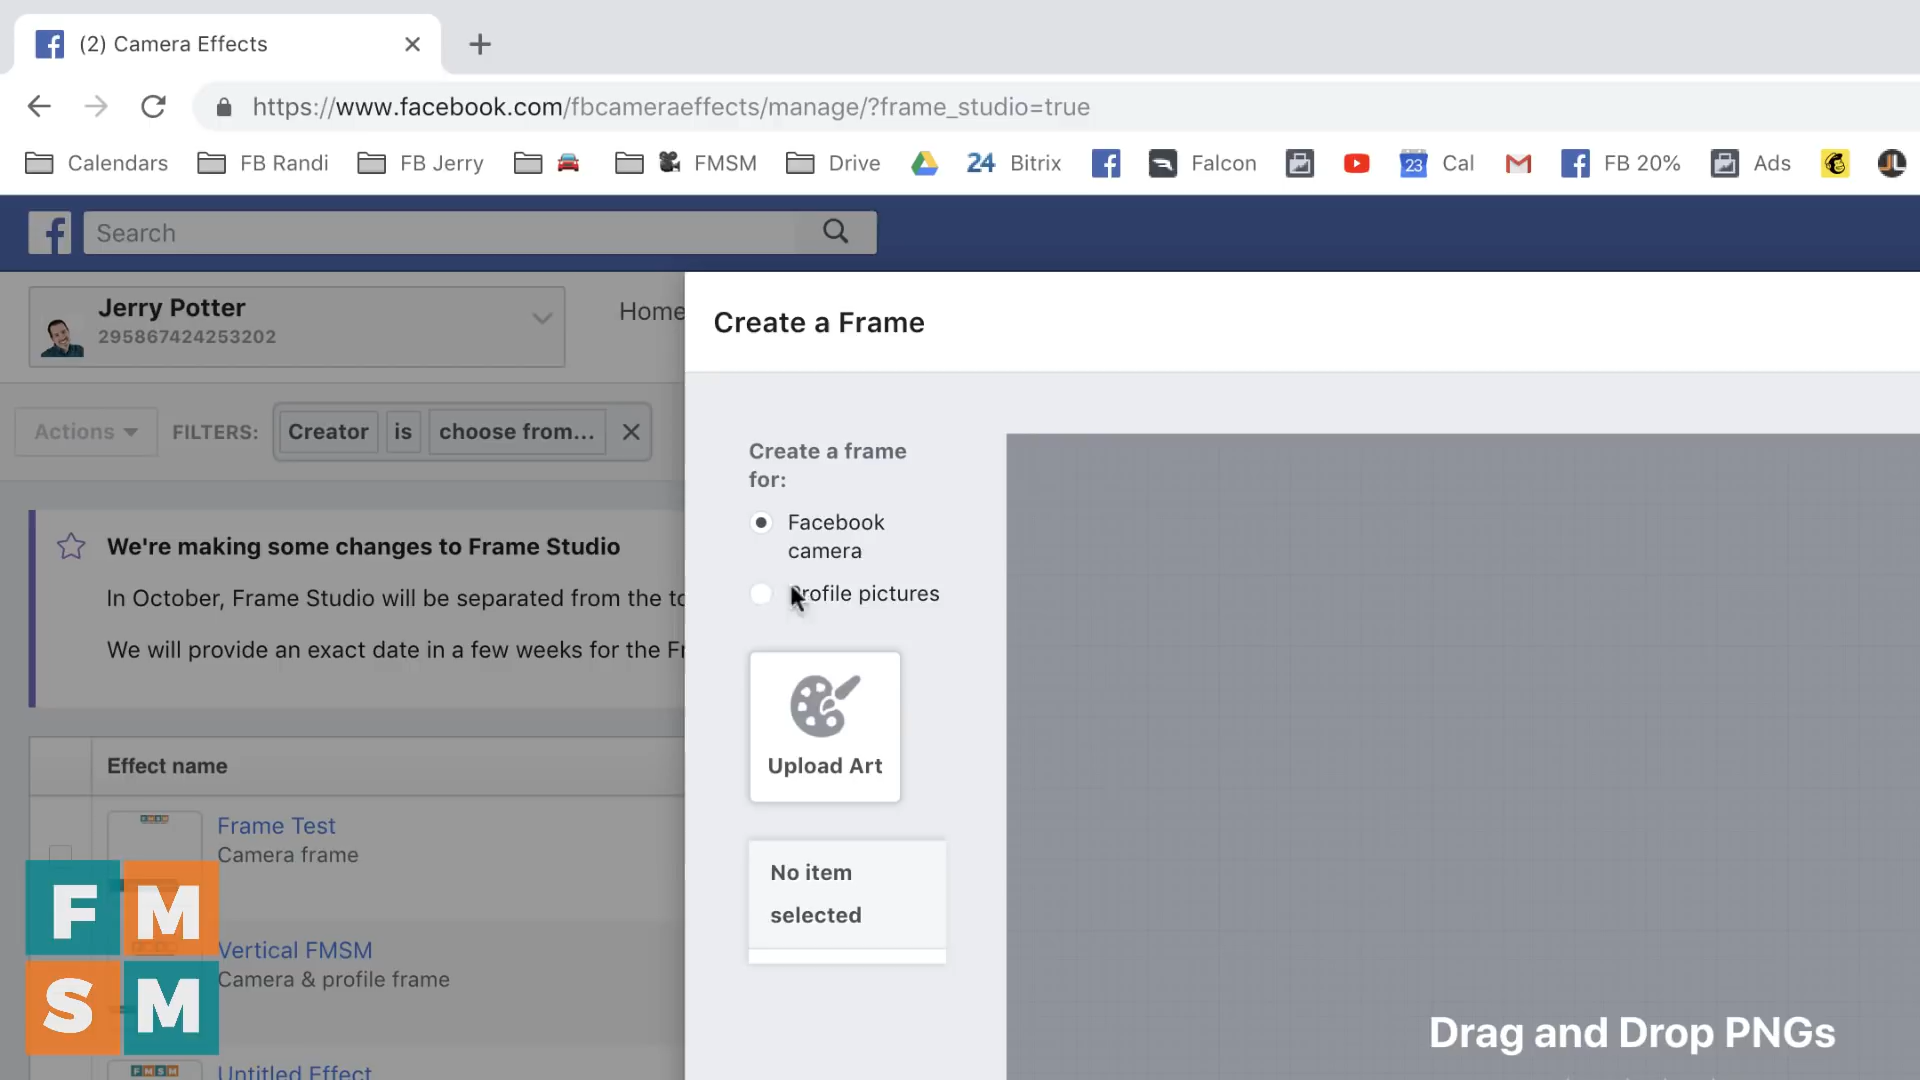 (2) Camera Effects
https://www.facebook.com/fbcameraeffects/manage/?frame_studio=true
Calendars FB Randi FB Jerry FMSM Drive 24 Bitrix Falcon 23 Cal FB 20% Ads
Search
Jerry Potter
295867424253202
Home
Create a Frame
Actions FILTERS: Creator is choose from...
Create a frame
for:
Facebook
camera
Profile pictures
We're making some changes to Frame Studio
In October, Frame Studio will be separated from the to
We will provide an exact date in a few weeks for the Fr
Upload Art
Effect name
Frame Test
Camera frame
No item
selected
Vertical FMSM
Camera & profile frame
Untitled Effect
F M
S M
Drag and Drop PNGs